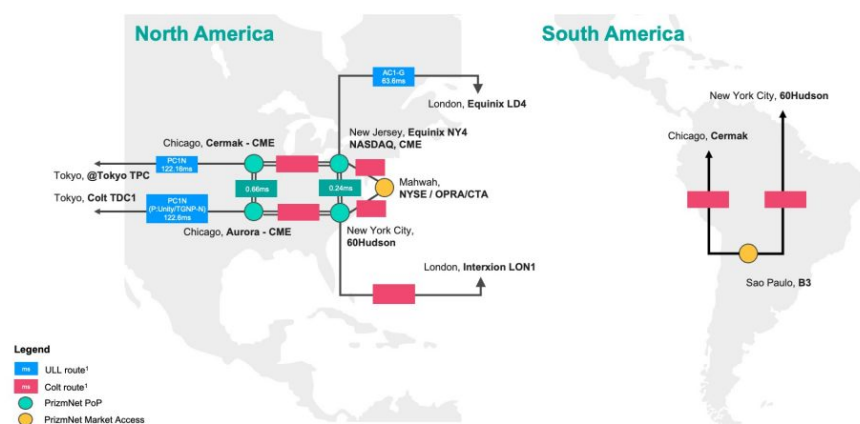 North America
South America
AC1-G
63.6ms
London, Equinix LD4
New York City, 60Hudson
Chicago, Cermak
Chicago, Cermak - CME
New Jersey, Equinix NY4
NASDAQ, CME
PC1N
122.16ms
Tokyo, @Tokyo TPC
0.66ms
0.24ms
Mahwah,
NYSE / OPRA/CTA
Tokyo, Colt TDC1
PC1N
(P:Unity/TGNP-N)
122.6ms
Chicago, Aurora - CME
New York City,
60Hudson
London, Interxion LON1
Sao Paulo, B3
Legend
ms ULL route¹
ms Colt route¹
PrizmNet PoP
PrizmNet Market Access